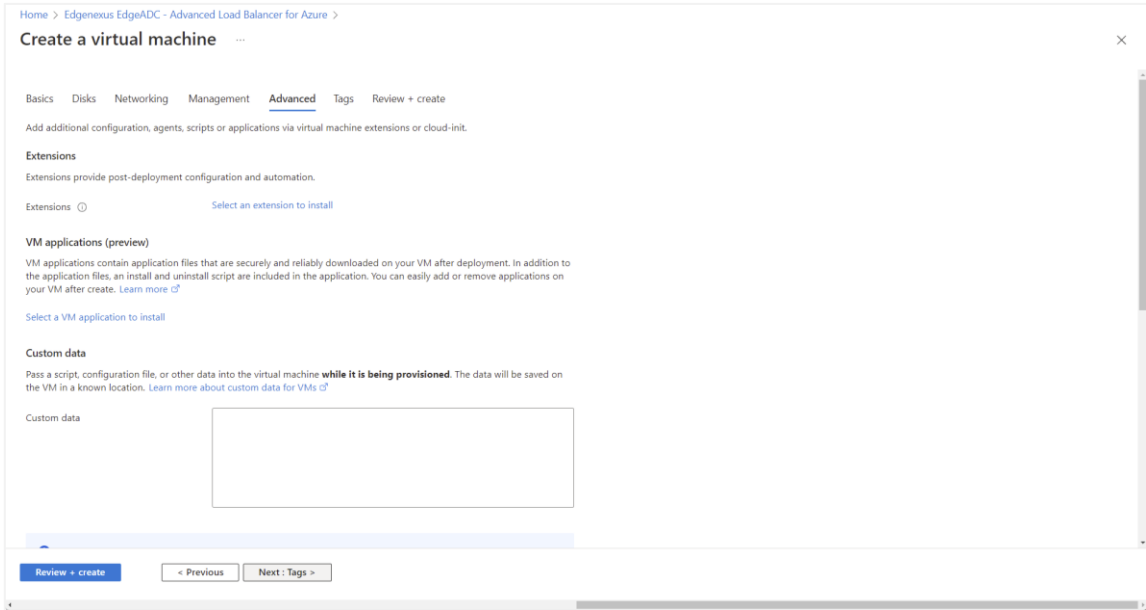 Home > Edgenexus EdgeADC - Advanced Load Balancer for Azure >
Create a virtual machine ...
Basics Disks Networking Management Advanced Tags Review + create
Add additional configuration, agents, scripts or applications via virtual machine extensions or cloud-init.
Extensions
Extensions provide post-deployment configuration and automation.
Extensions Select an extension to install
VM applications (preview)
VM applications contain application files that are securely and reliably downloaded on your VM after deployment. In addition to
the application files, an install and uninstall script are included in the application. You can easily add or remove applications on
your VM after create. Learn more
Select a VM application to install
Custom data
Pass a script, configuration file, or other data into the virtual machine while it is being provisioned. The data will be saved on
the VM in a known location. Learn more about custom data for VMs
Custom data
Review + create < Previous Next : Tags >